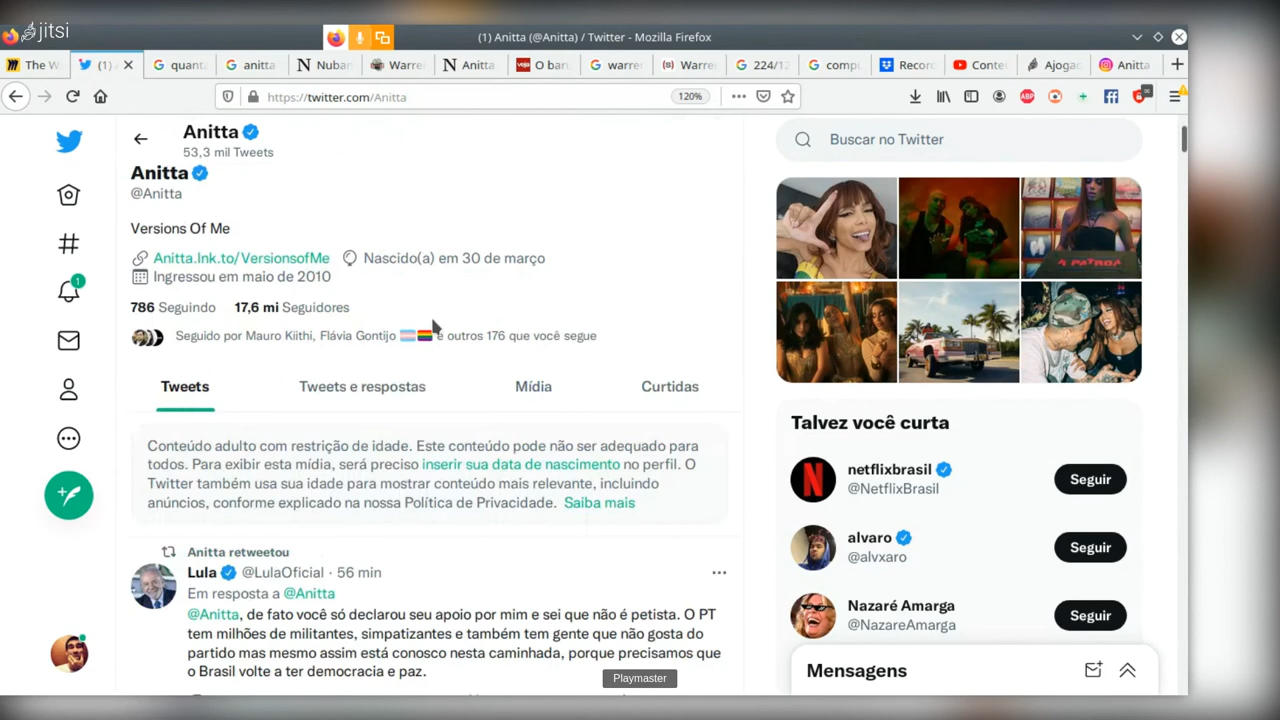 jitsi
(1) Anitta (@Anitta) / Twitter - Mozilla Firefox
The W
(1)
quant
anitta
Nuban
Warre
Anitta
veja
O bar
warre
Warre
224/1
comp
Recor
Conte
Ajoga
Anitta
https://twitter.com/Anitta
120%
ABP
Anitta
53,3 mil Tweets
Anitta
@Anitta
Versions Of Me
Anitta.lnk.to/VersionsofMe
Nascido(a) em 30 de março
Ingressou em maio de 2010
786 Seguindo 17,6 mi Seguidores
Seguido por Mauro Kiithi, Flávia Gontijo e outros 176 que você segue
Tweets
Tweets e respostas
Mídia
Curtidas
Conteúdo adulto com restrição de idade. Este conteúdo pode não ser adequado para
todos. Para exibir esta mídia, será preciso inserir sua data de nascimento no perfil. O
Twitter também usa sua idade para mostrar conteúdo mais relevante, incluindo
anúncios, conforme explicado na nossa Política de Privacidade. Saiba mais
Anitta retweetou
Lula @LulaOficial · 56 min
Em resposta a @Anitta
@Anitta, de fato você só declarou seu apoio por mim e sei que não é petista. O PT
tem milhões de militantes, simpatizantes e também tem gente que não gosta do
partido mas mesmo assim está conosco nesta caminhada, porque precisamos que
o Brasil volte a ter democracia e paz.
Buscar no Twitter
A PATROA
Talvez você curta
netflixbrasil
@NetflixBrasil
Seguir
alvaro
@alvxaro
Seguir
Nazaré Amarga
@NazareAmarga
Seguir
Mensagens
1
Playmaster